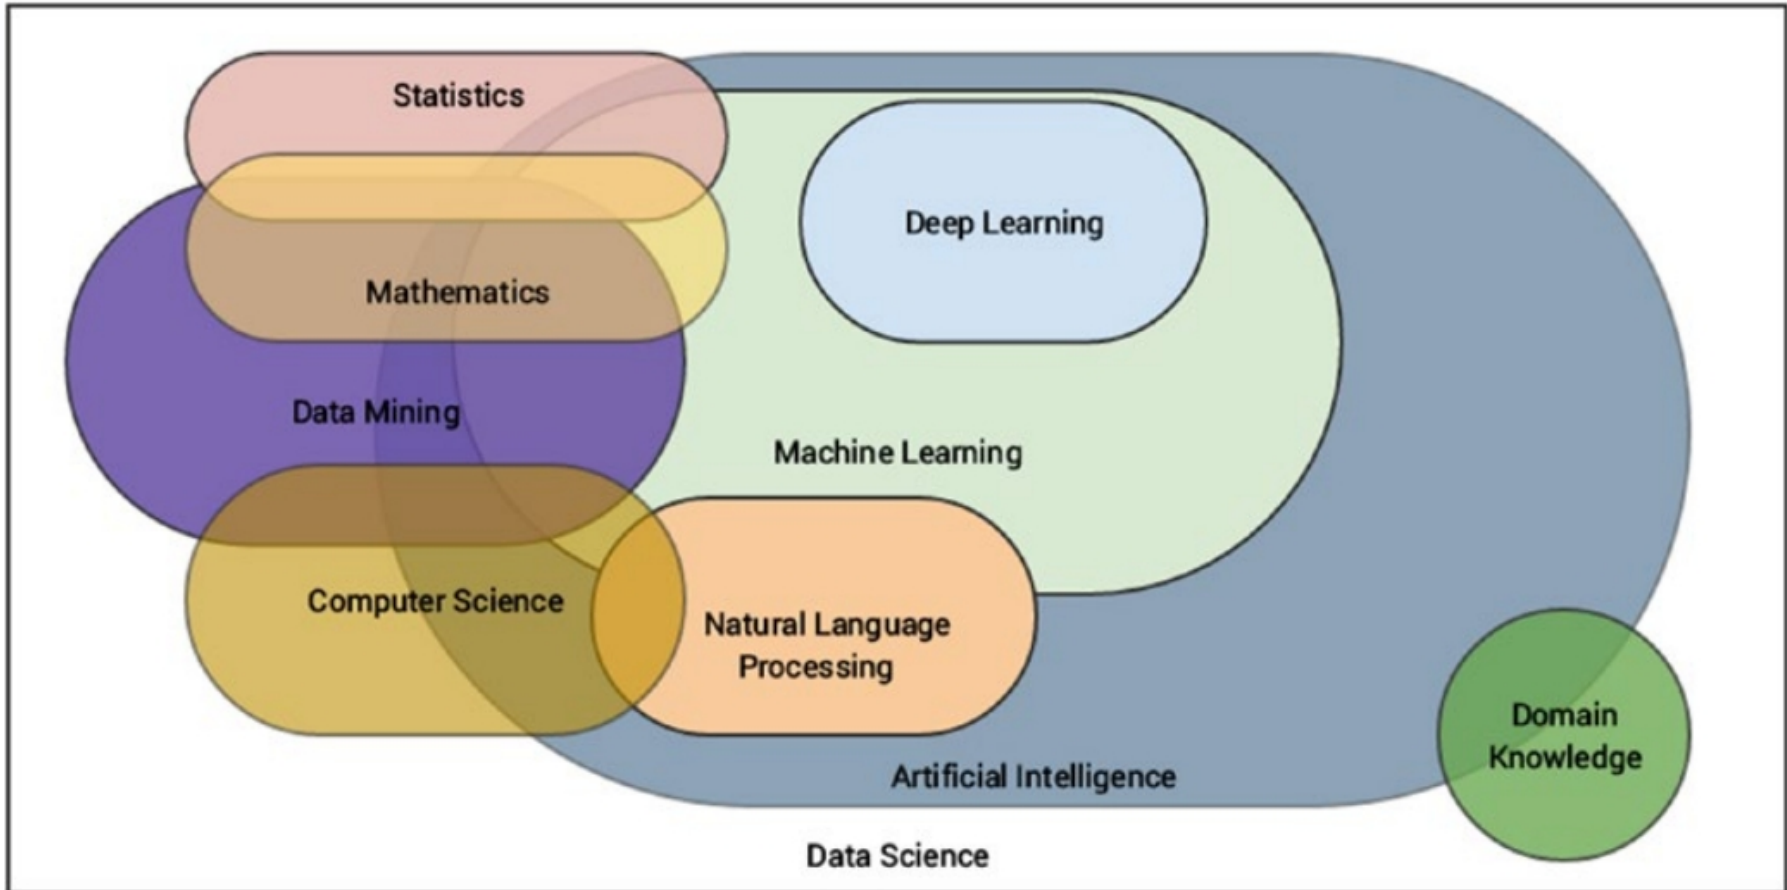 Statistics
Deep Learning
Mathematics
Data Mining
Machine Learning
Computer Science
Natural Language
Processing
Domain
Knowledge
Artificial Intelligence
Data Science